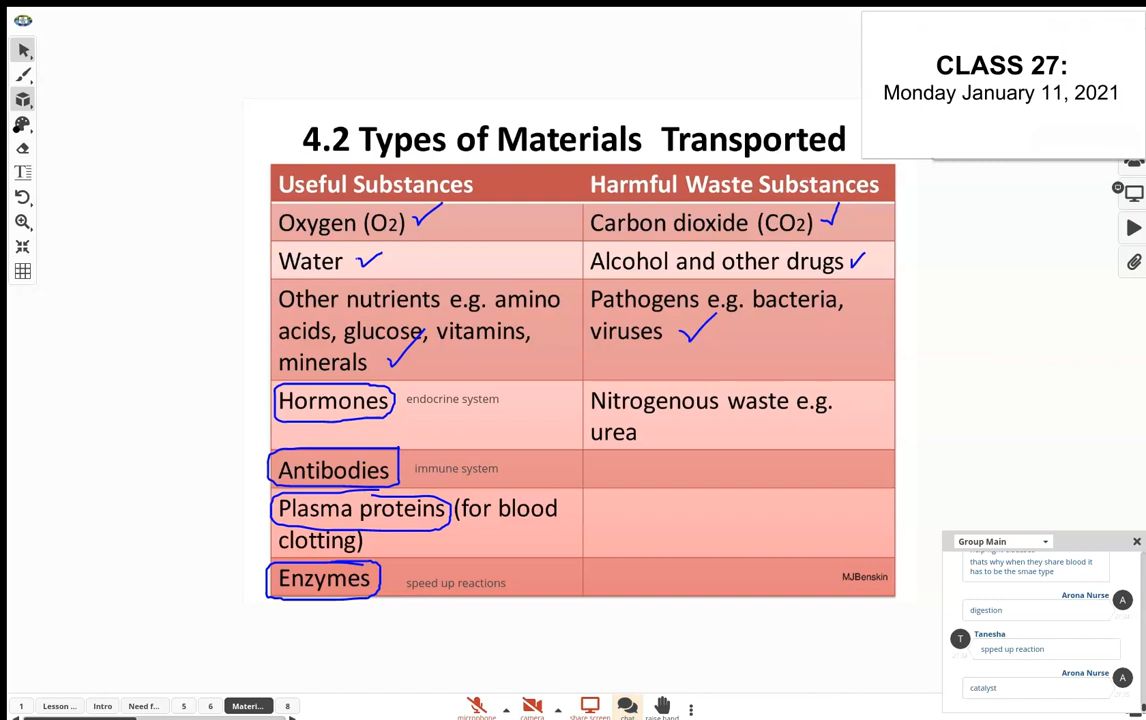 CLASS 27:
Monday January 11, 2021
4.2 Types of Materials Transported
Useful Substances
Harmful Waste Substances
Oxygen (O2)
Carbon dioxide (CO2)
Water
Alcohol and other drugs
Other nutrients e.g. amino
acids, glucose, vitamins,
minerals
Pathogens e.g. bacteria,
viruses
Hormones
endocrine system
Nitrogenous waste e.g.
urea
Antibodies
immune system
Plasma proteins (for blood
clotting)
Enzymes
speed up reactions
MJBenskin
Group Main
thats why when they share blood it
has to be the smae type
Arona Nurse
A
digestion
Tanesha
T
spped up reaction
Arona Nurse
A
catalyst
1
Lesson ...
Intro
Need f...
5
6
Materi...
8
microphone
camera
share screen
chat
raise hand